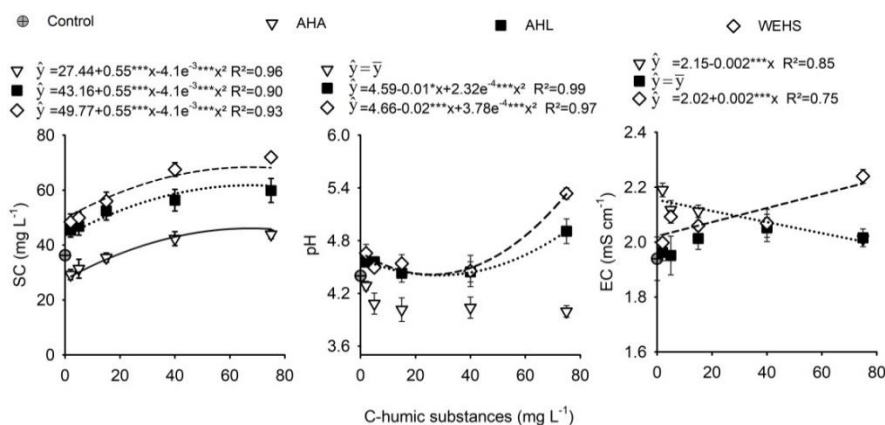 Control AHA AHL WEHS
ŷ =27.44+0.55***x-4.1e⁻³***x² R²=0.96
ŷ =43.16+0.55***x-4.1e⁻³***x² R²=0.90
ŷ =49.77+0.55***x-4.1e⁻³***x² R²=0.93
80
60
40
20
0
SC (mg L⁻¹)
0 20 40 60 80
ŷ = ȳ
ŷ =4.59-0.01*x+2.32e⁻⁴***x² R²=0.99
ŷ =4.66-0.02***x+3.78e⁻⁴***x² R²=0.97
6.0
5.4
4.8
4.2
3.6
pH
0 20 40 60 80
ŷ =2.15-0.002***x R²=0.85
ŷ = ȳ
ŷ =2.02+0.002***x R²=0.75
2.4
2.2
2.0
1.8
1.6
EC (mS cm⁻¹)
0 20 40 60 80
C-humic substances (mg L⁻¹)